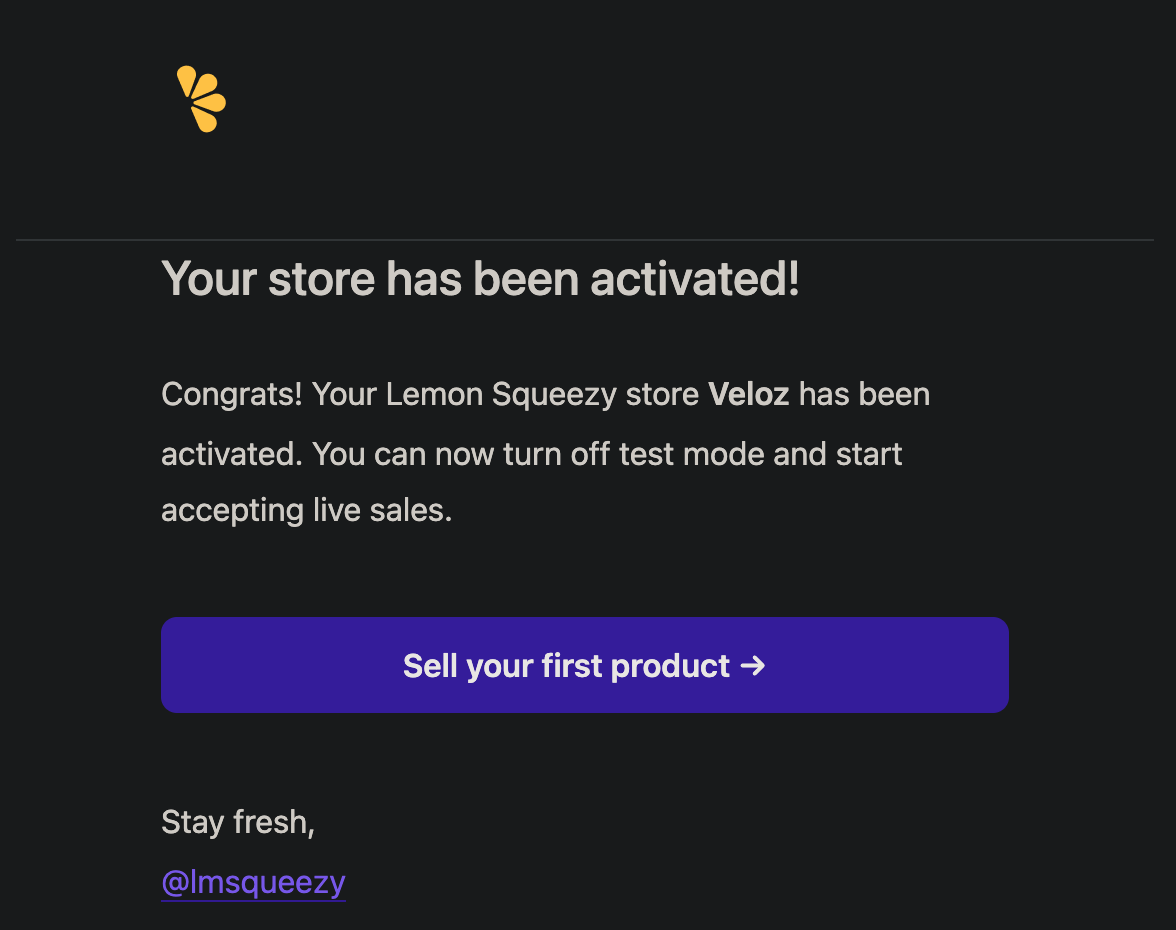 Your store has been activated!
Congrats! Your Lemon Squeezy store Veloz has been
activated. You can now turn off test mode and start
accepting live sales.
Sell your first product →
Stay fresh,
@lmsqueezy